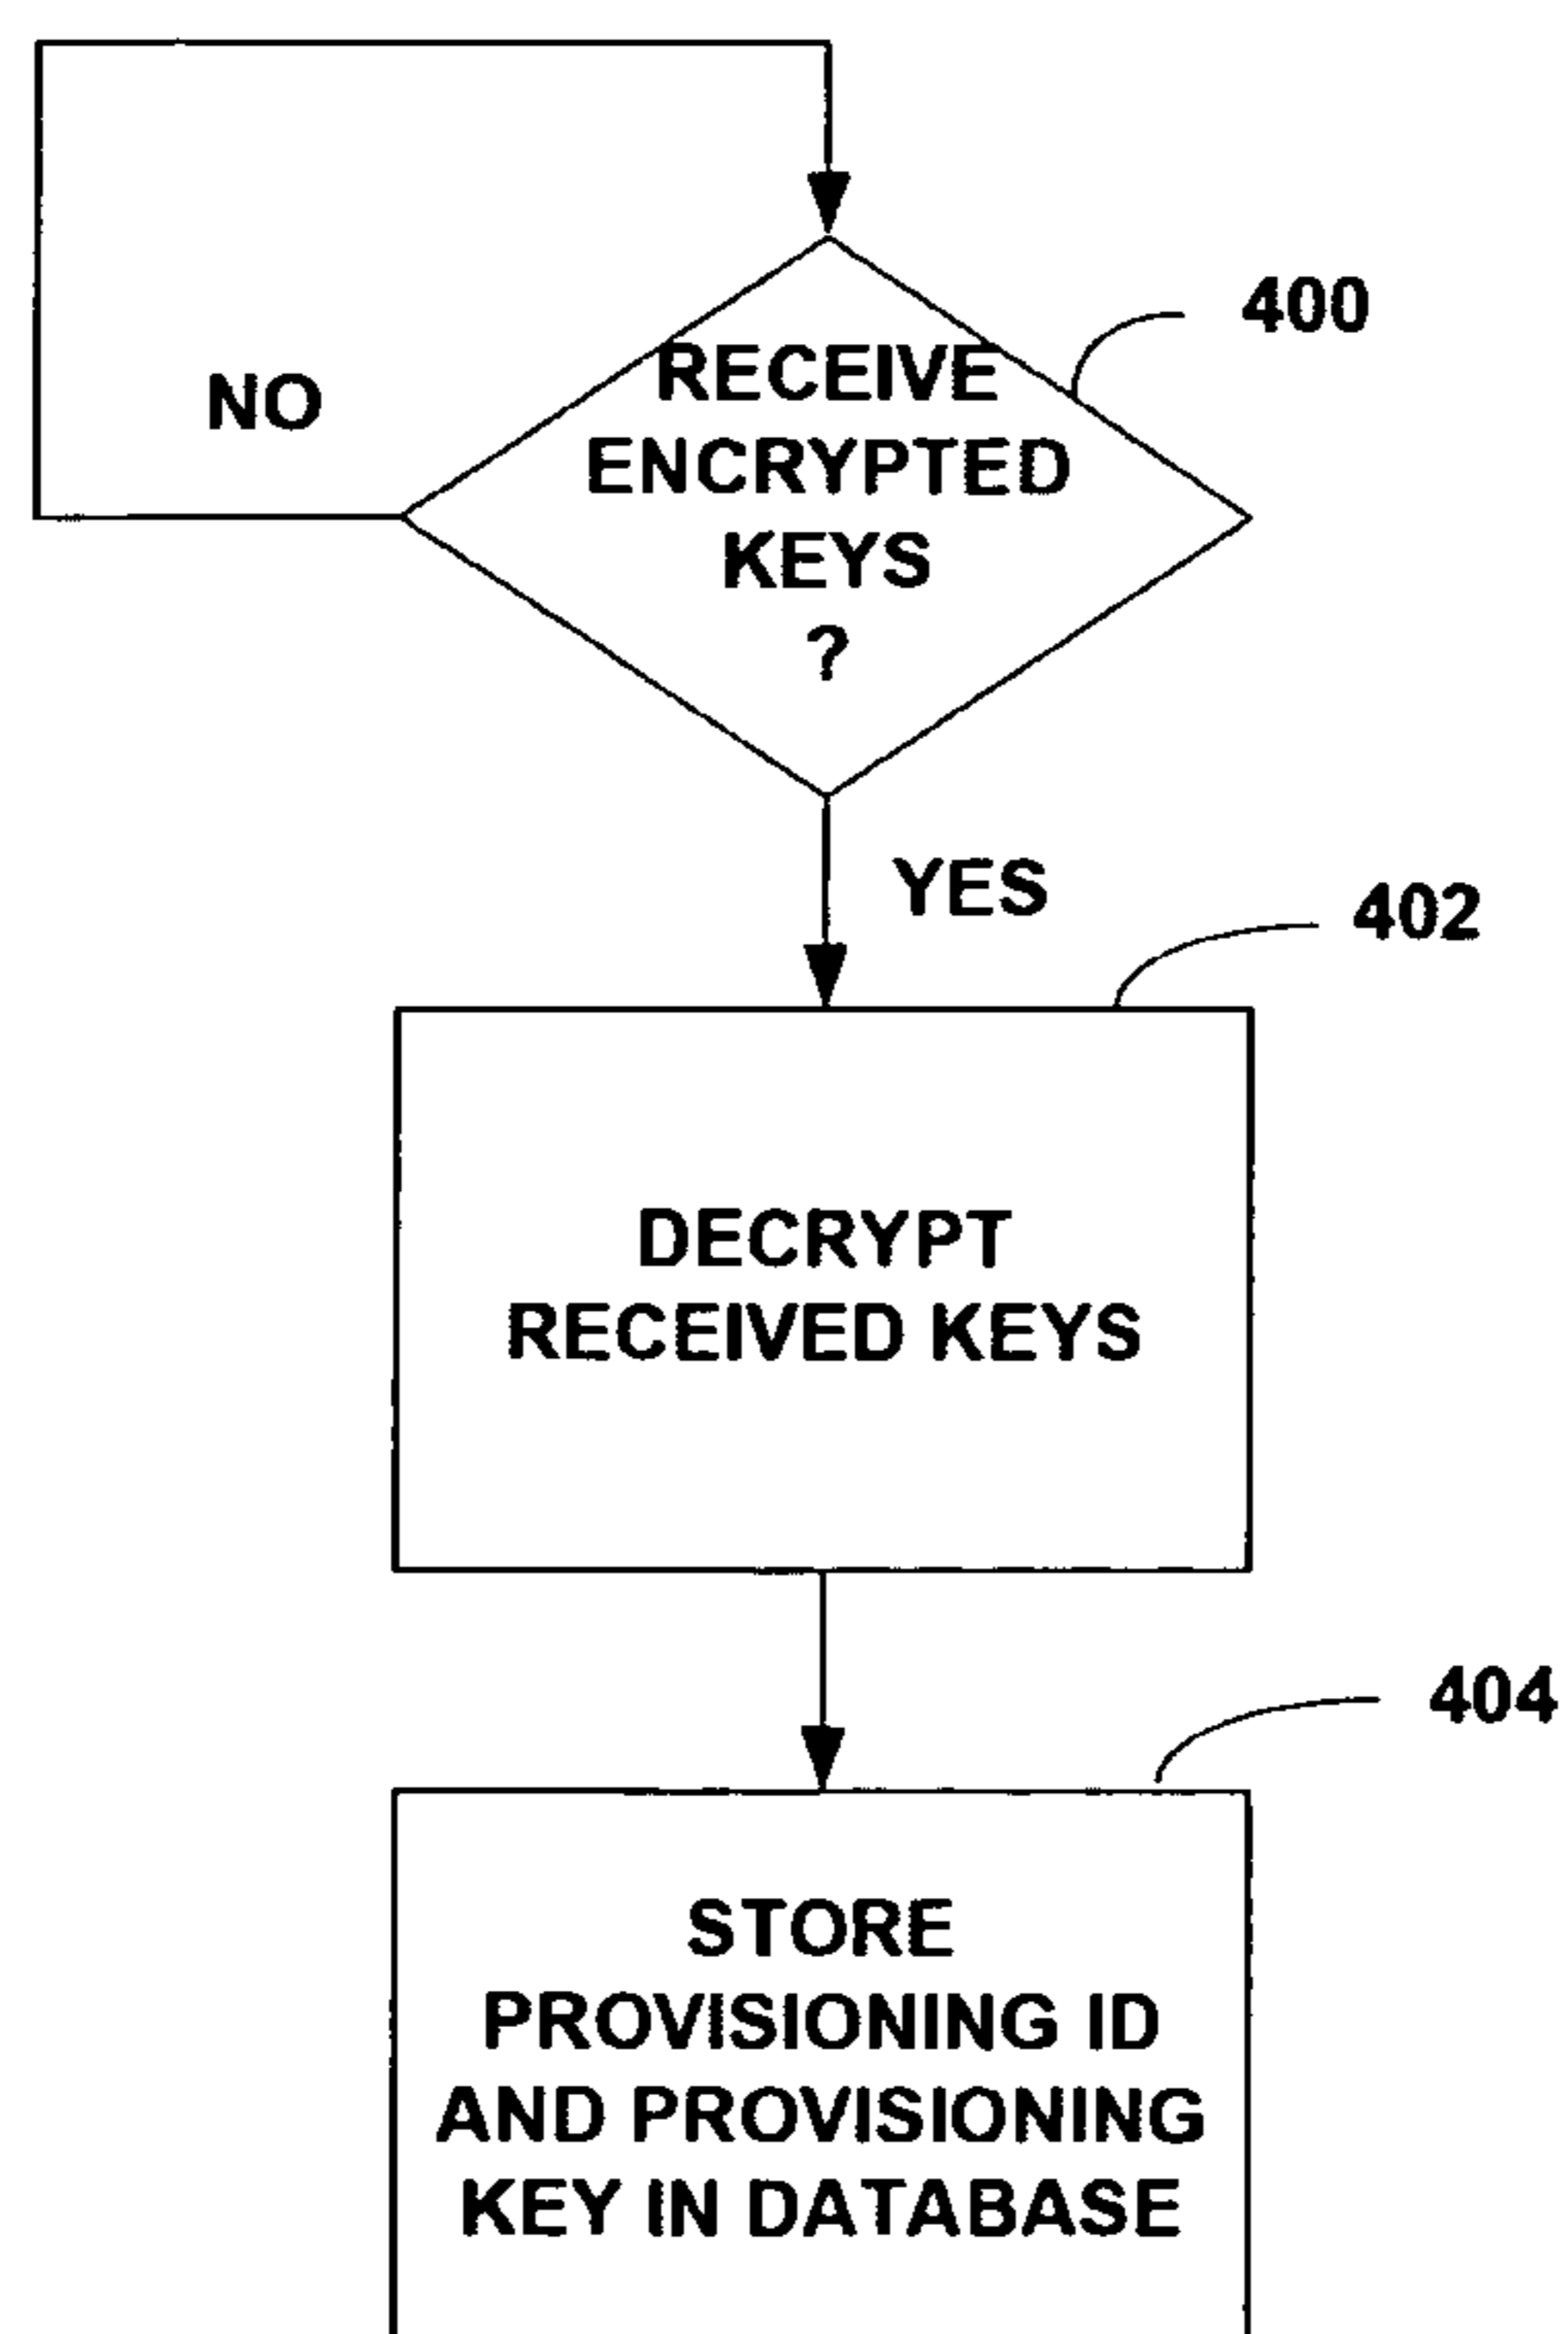 400
NO
RECEIVE
ENCRYPTED
KEYS
?
YES
402
DECRYPT
RECEIVED KEYS
404
STORE
PROVISIONING ID
AND PROVISIONING
KEY IN DATABASE